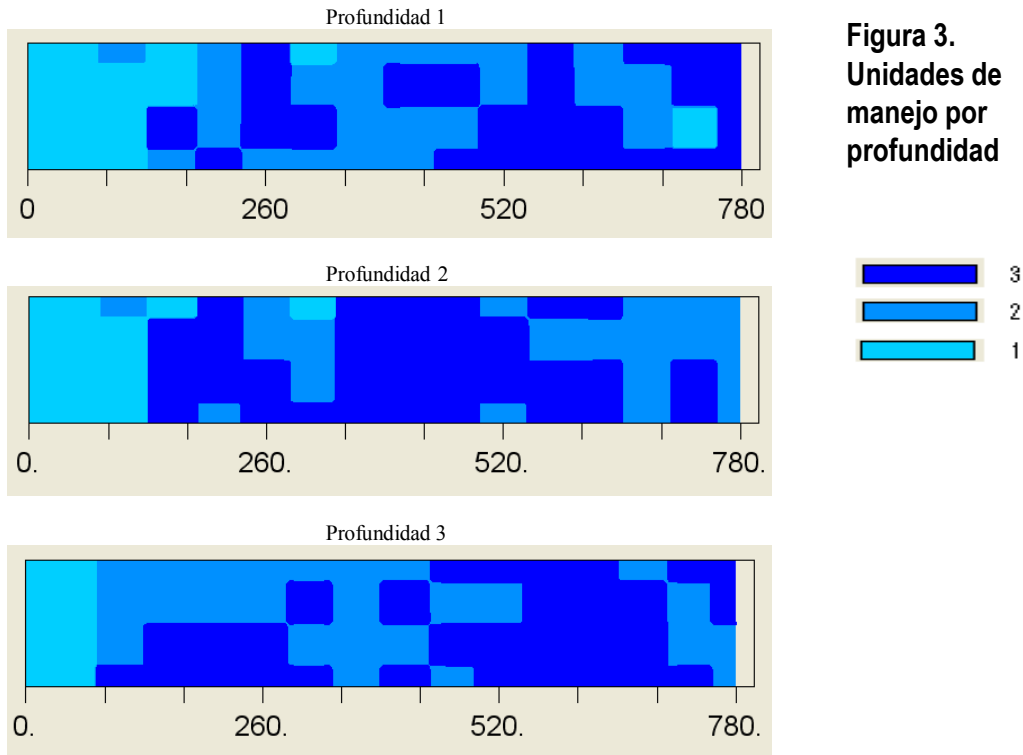 Profundidad 1
0 260 520 780
Profundidad 2
0. 260. 520. 780.
Profundidad 3
0. 260. 520. 780.
Figura 3.
Unidades de
manejo por
profundidad
3
2
1